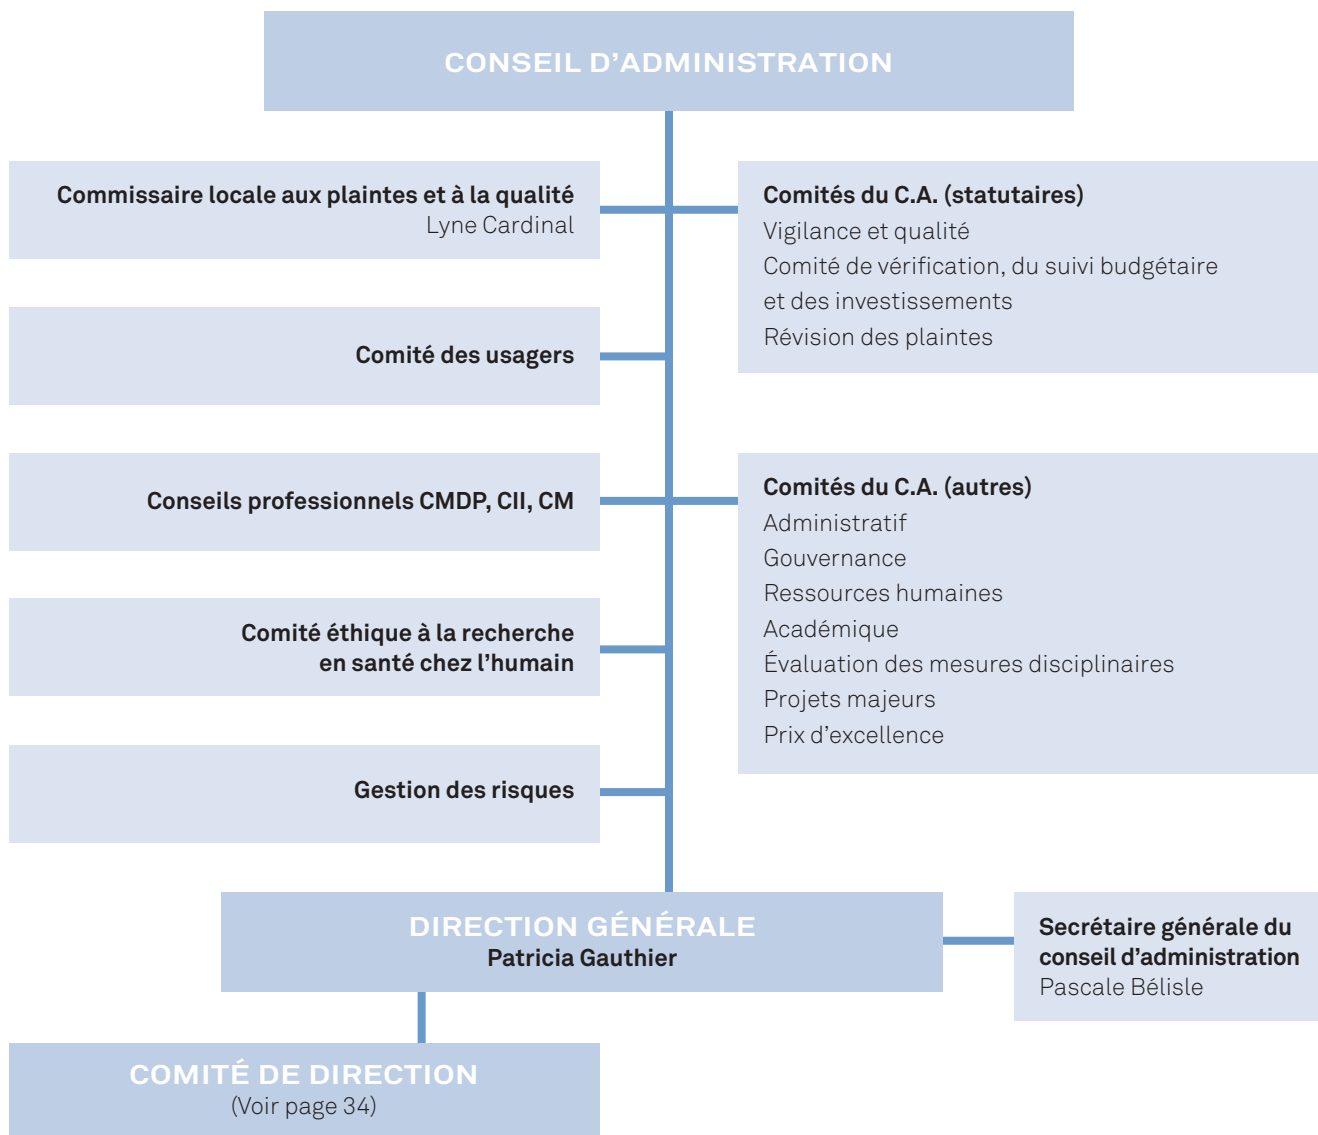 CONSEIL D’ADMINISTRATION
Commissaire locale aux plaintes et à la qualité
Lyne Cardinal
Comités du C.A. (statutaires)
Vigilance et qualité
Comité de vérification, du suivi budgétaire
et des investissements
Révision des plaintes
Comité des usagers
Conseils professionnels CMDP, CII, CM
Comités du C.A. (autres)
Administratif
Gouvernance
Ressources humaines
Académique
Évaluation des mesures disciplinaires
Projets majeurs
Prix d’excellence
Comité éthique à la recherche
en santé chez l’humain
Gestion des risques
DIRECTION GÉNÉRALE
Patricia Gauthier
Secrétaire générale du
conseil d’administration
Pascale Bélisle
COMITÉ DE DIRECTION
(Voir page 34)